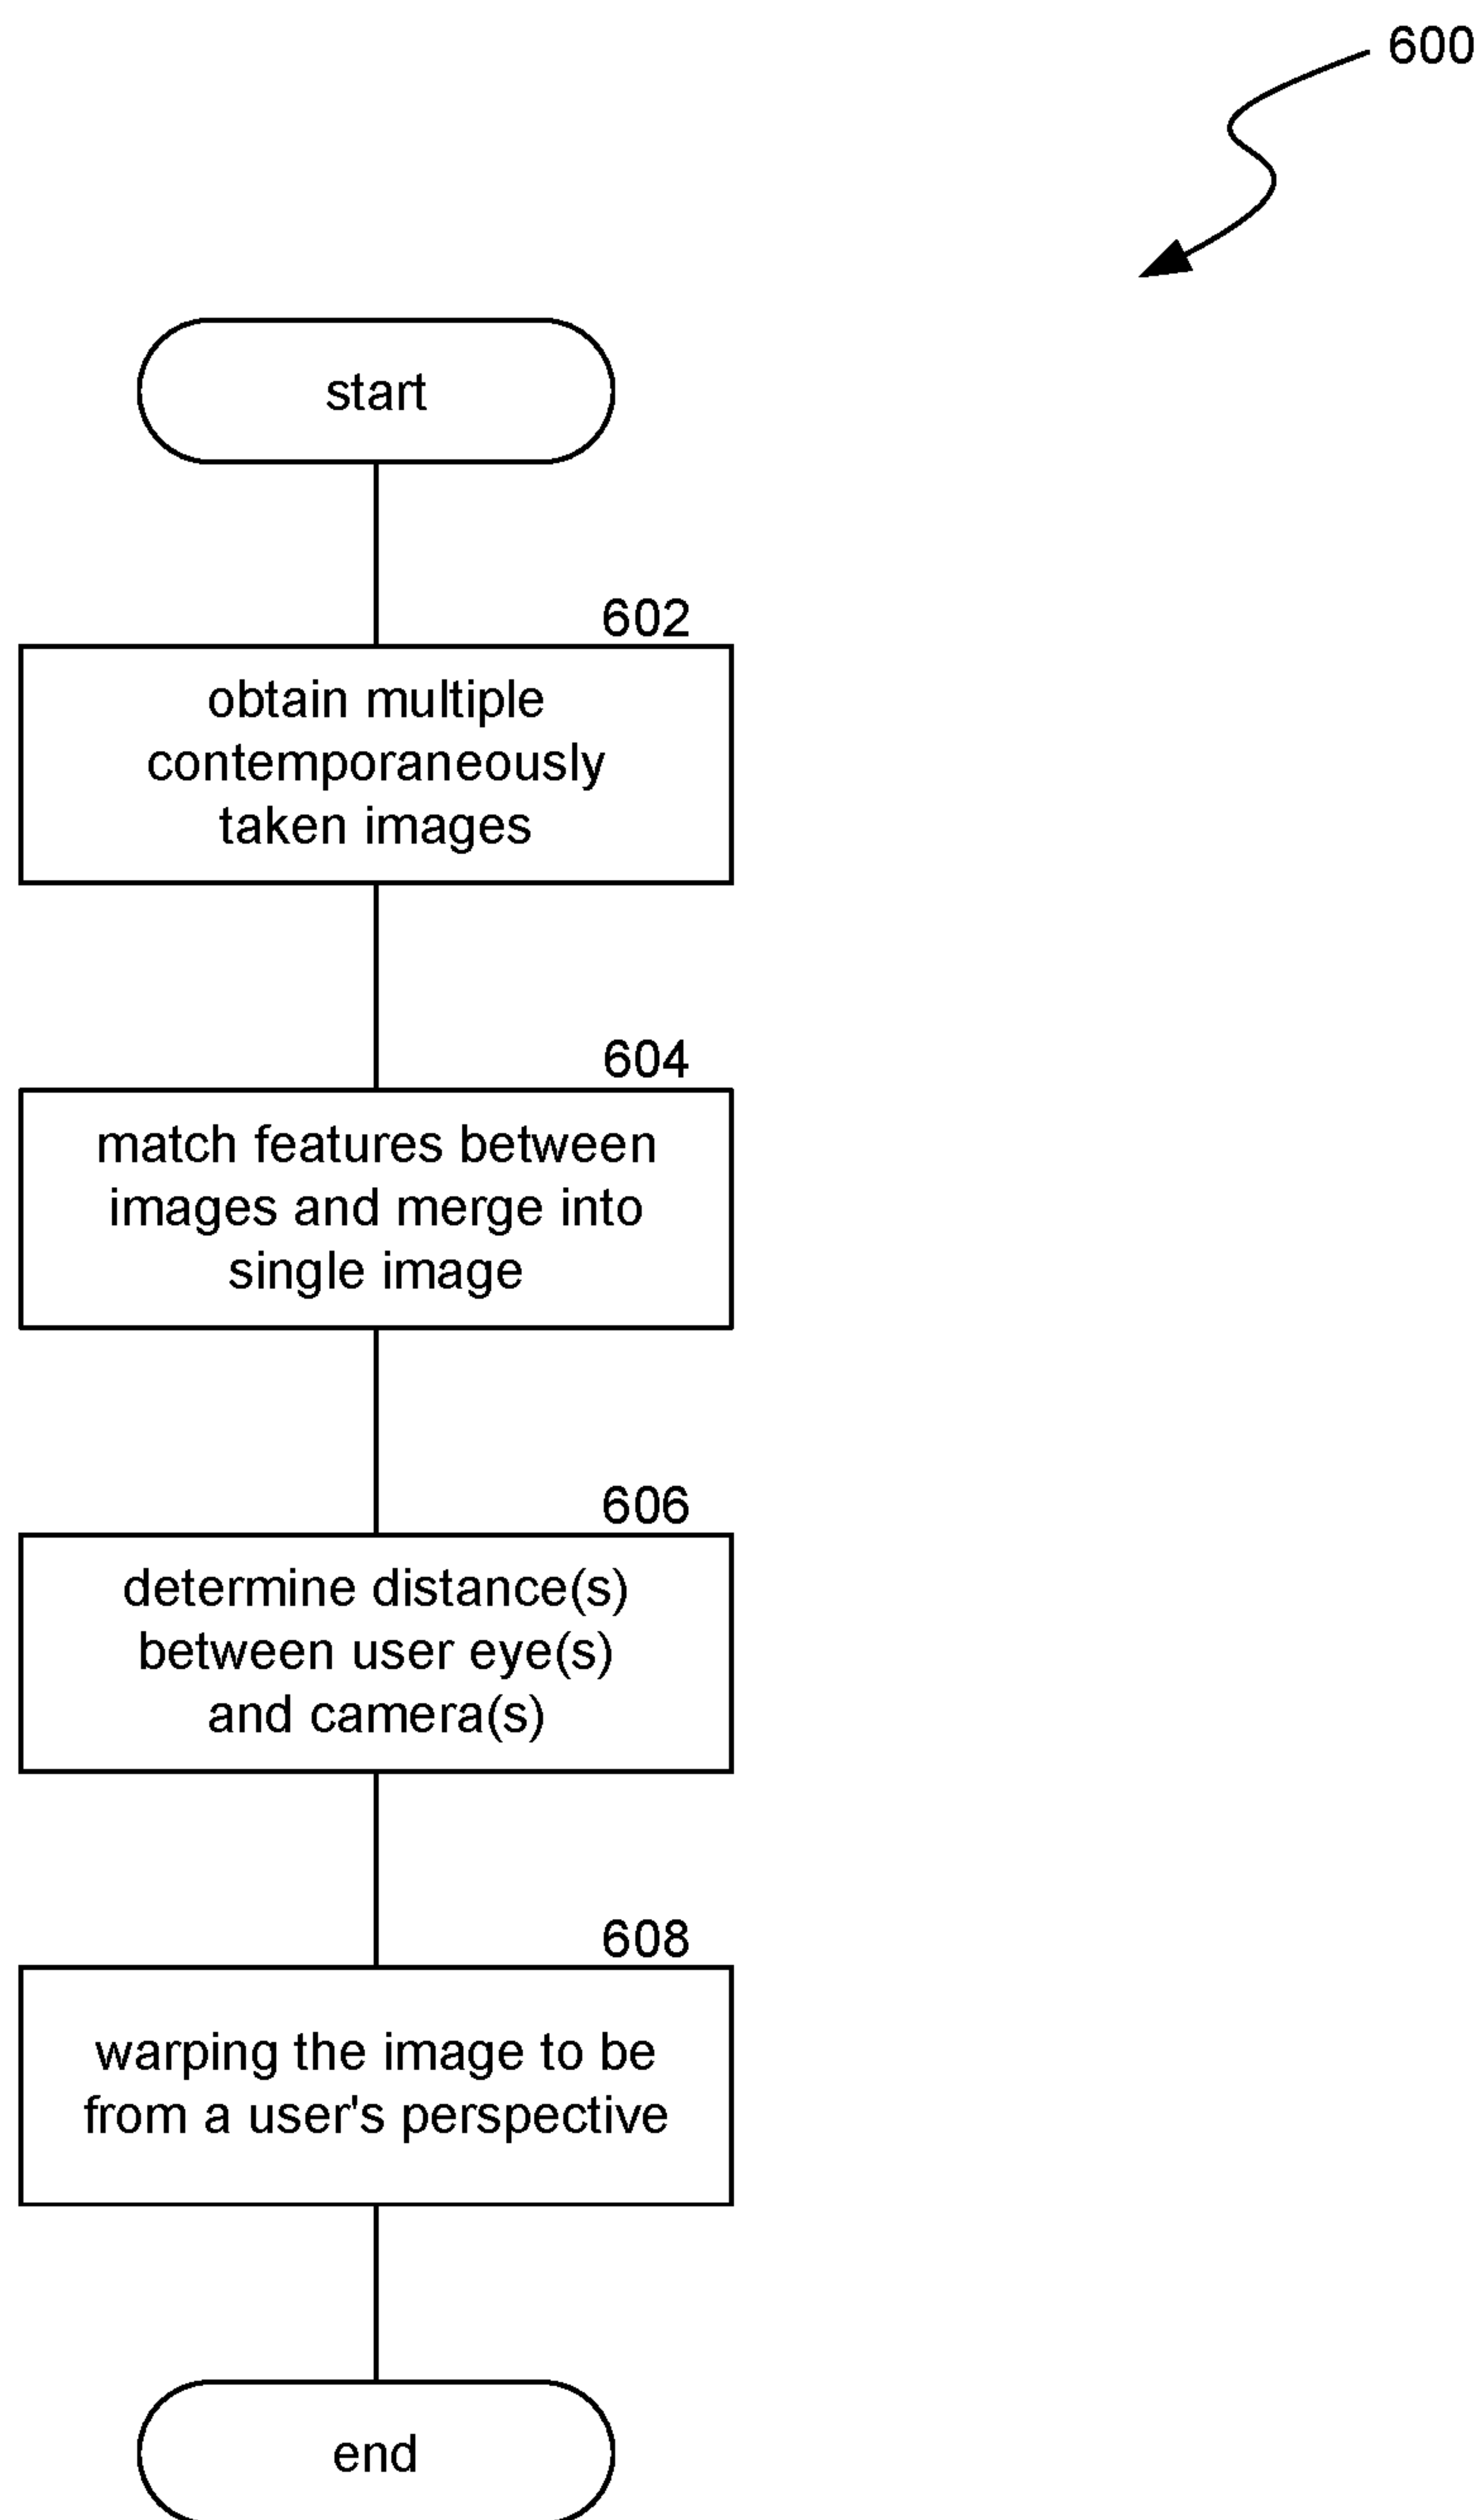 600
start
602
obtain multiple
contemporaneously
taken images
604
match features between
images and merge into
single image
606
determine distance(s)
between user eye(s)
and camera(s)
608
warping the image to be
from a user's perspective
end